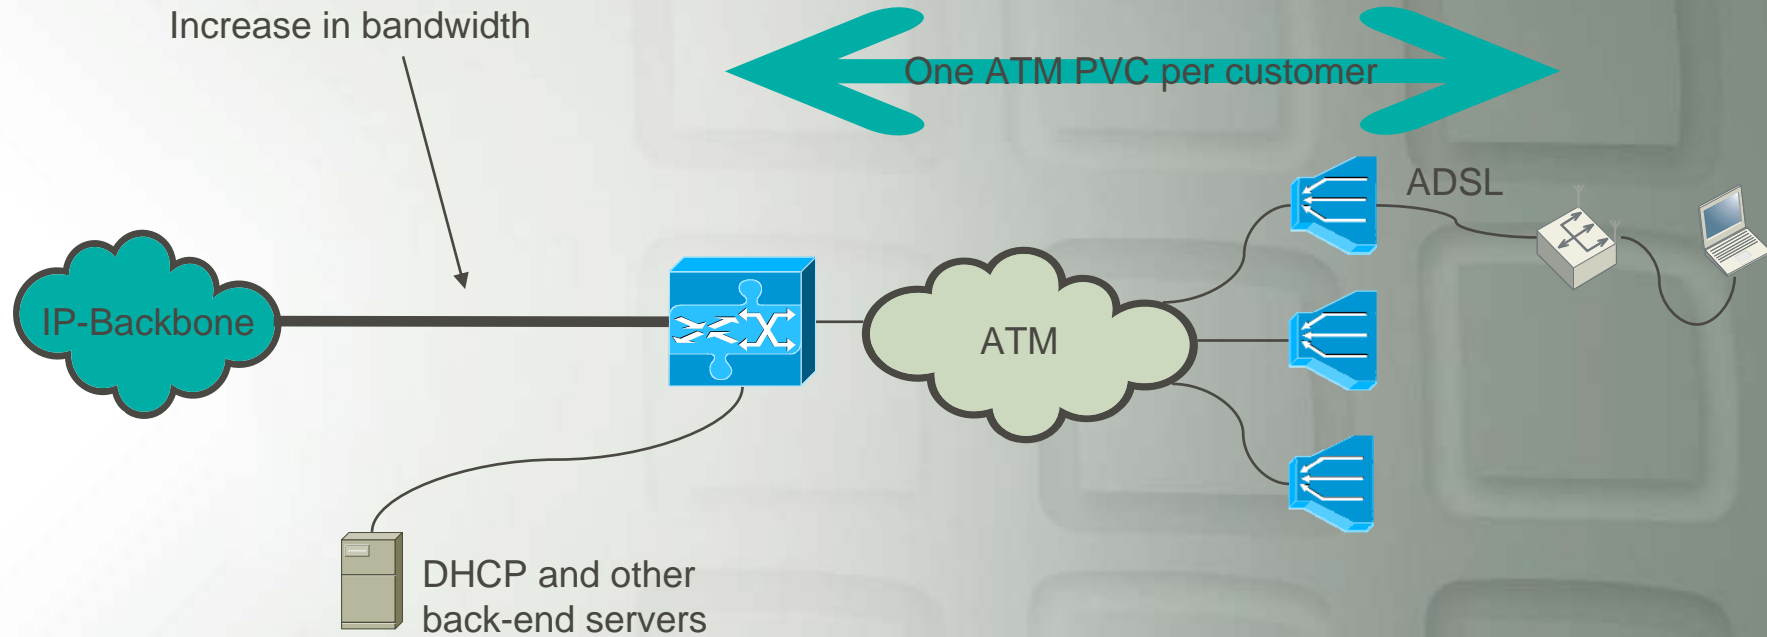 Increase in bandwidth
One ATM PVC per customer
ADSL
IP-Backbone
ATM
DHCP and other
back-end servers